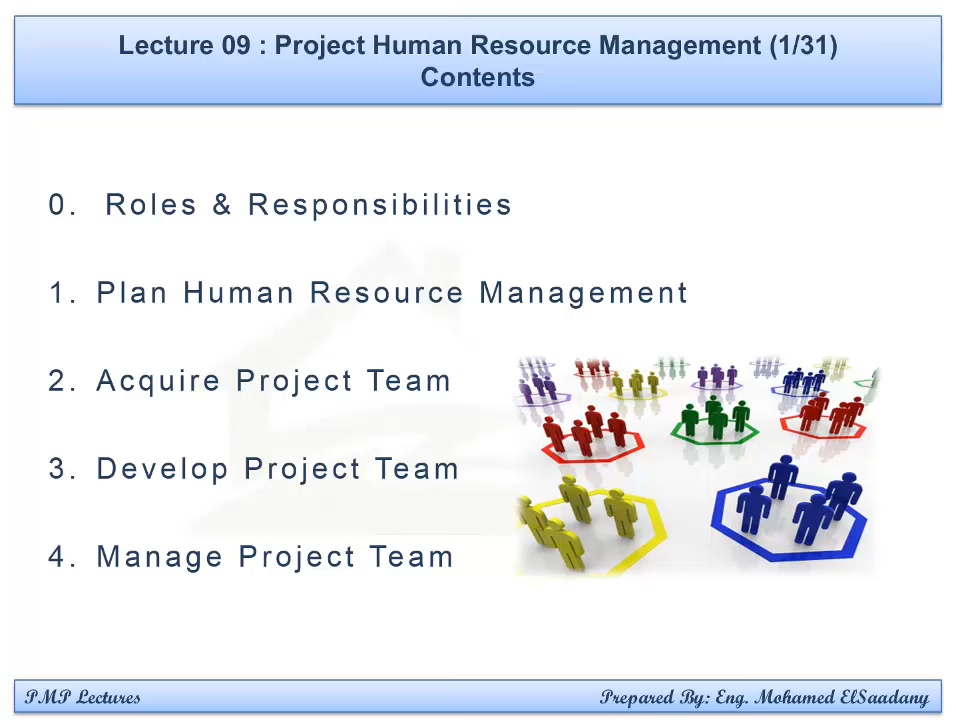 Lecture 09 : Project Human Resource Management (1/31)
Contents
0. Roles & Responsibilities
1. Plan Human Resource Management
2. Acquire Project Team
3. Develop Project Team
4. Manage Project Team
PMP Lectures
Prepared By: Eng. Mohamed ElSaadany